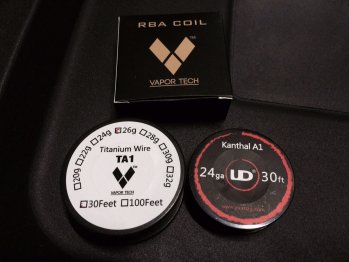 RBA COIL
VAPOR TECH
20g 22g 24g 26g 28g 30g 32g
Titanium Wire
TA1
VAPOR TECH
30Feet 100Feet
Kanthal A1
24ga UD 30ft